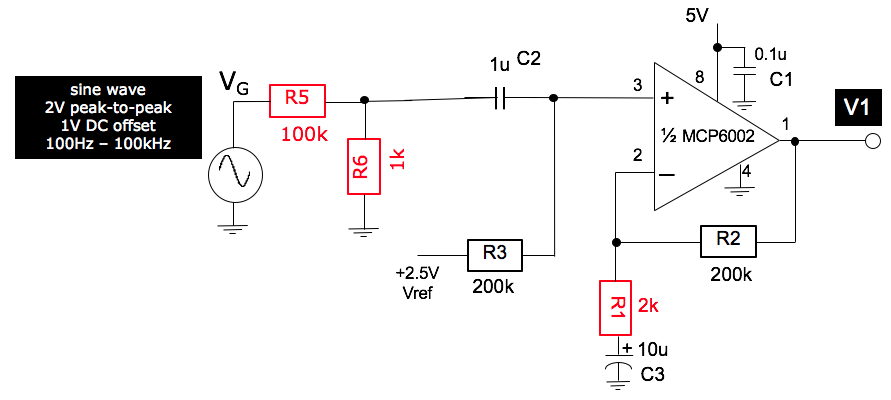 sine wave
2V peak-to-peak
1V DC offset
100Hz – 100kHz
VG
R5
100k
R6
1k
1u C2
+2.5V
Vref
R3
200k
5V
0.1u
C1
3
+
8
½ MCP6002
1
V1
2
–
4
R2
200k
R1
2k
+ 10u
C3